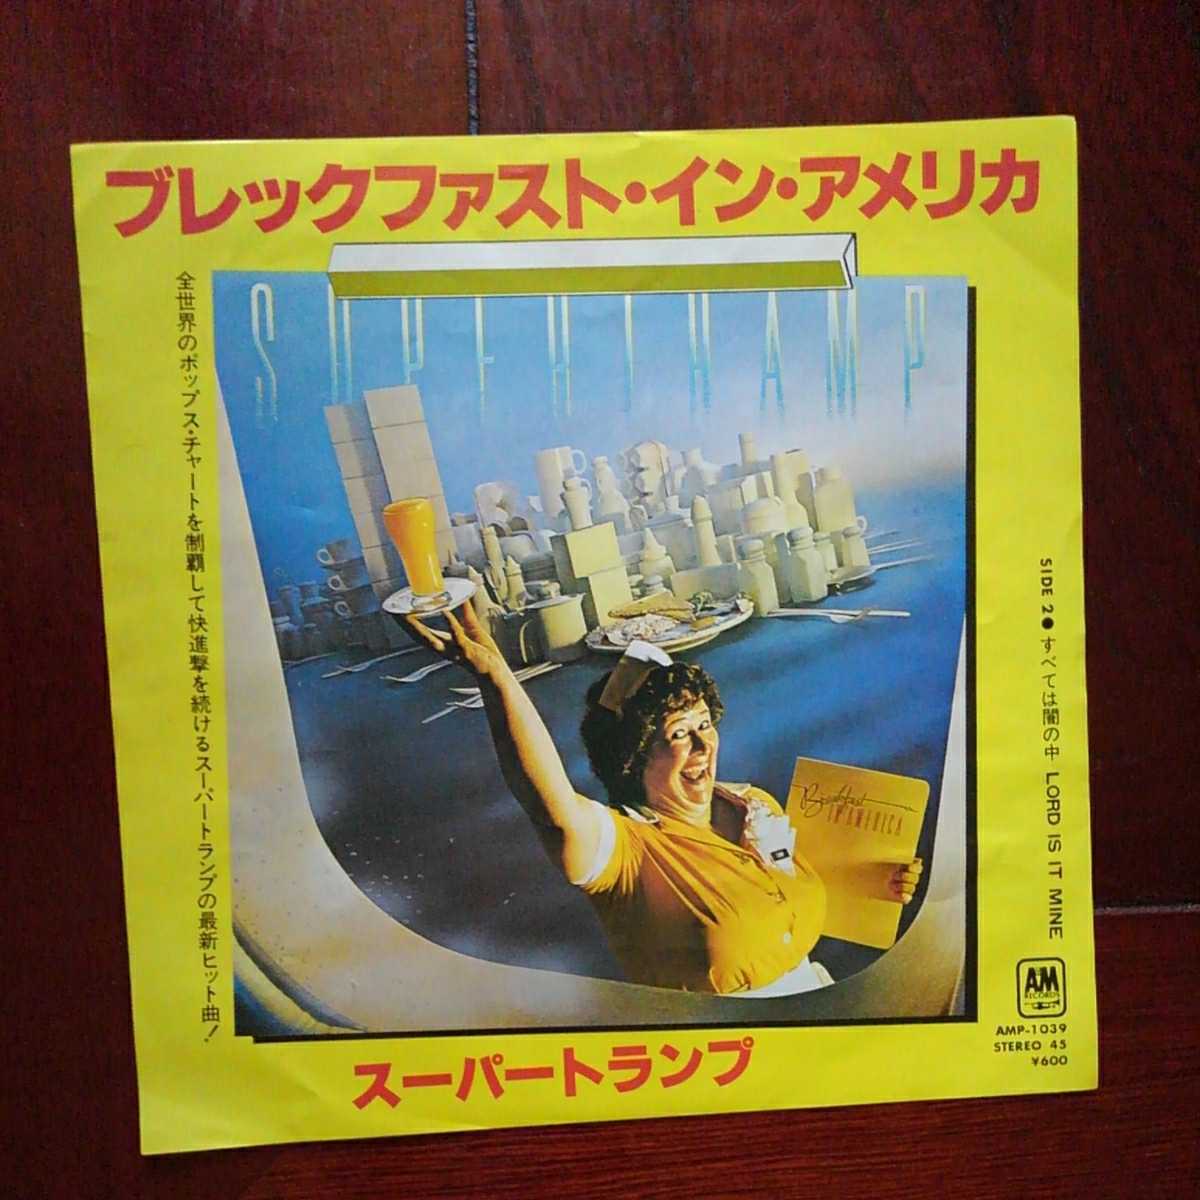 ブレックファスト・イン・アメリカ
SUPERTRAMP
全世界のポップス・チャートを制覇して快進撃を続けるスーパートランプの最新ヒット曲!
SIDE 2● すべては闇の中 LORD IS IT MINE
Breakfast
IN AMERICA
A&M
RECORDS
AMP-1039
STEREO 45
¥600
スーパートランプ